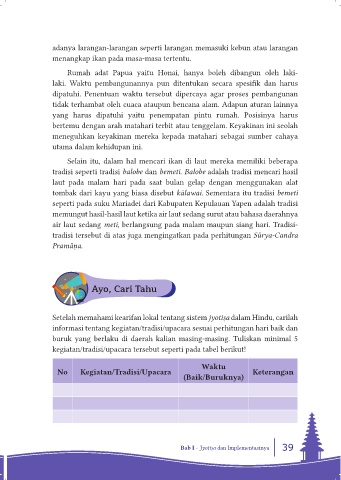 adanya larangan-larangan seperti larangan memasuki kebun atau larangan
menangkap ikan pada masa-masa tertentu.
Rumah adat Papua yaitu Honai, hanya boleh dibangun oleh laki-
laki. Waktu pembangunannya pun ditentukan secara spesifik dan harus
dipatuhi. Penentuan waktu tersebut dipercaya agar proses pembangunan
tidak terhambat oleh cuaca ataupun bencana alam. Adapun aturan lainnya
yang harus dipatuhi yaitu penempatan pintu rumah. Posisinya harus
bertemu dengan arah matahari terbit atau tenggelam. Keyakinan ini seolah
meneguhkan keyakinan mereka kepada matahari sebagai sumber cahaya
utama dalam kehidupan ini.
Selain itu, dalam hal mencari ikan di laut mereka memiliki beberapa
tradisi seperti tradisi balobe dan bemeti. Balobe adalah tradisi mencari hasil
laut pada malam hari pada saat bulan gelap dengan menggunakan alat
tombak dari kayu yang biasa disebut kalawai. Sementara itu tradisi bemeti
seperti pada suku Mariadei dari Kabupaten Kepulauan Yapen adalah tradisi
memungut hasil-hasil laut ketika air laut sedang surut atau bahasa daerahnya
air laut sedang meti, berlangsung pada malam maupun siang hari. Tradisi-
tradisi tersebut di atas juga mengingatkan pada perhitungan Sūrya-Candra
Pramāṇa.
Ayo, Cari Tahu
Setelah memahami kearifan lokal tentang sistem jyotiṣa dalam Hindu, carilah
informasi tentang kegiatan/tradisi/upacara sesuai perhitungan hari baik dan
buruk yang berlaku di daerah kalian masing-masing. Tuliskan minimal 5
kegiatan/tradisi/upacara tersebut seperti pada tabel berikut!
No Kegiatan/Tradisi/Upacara Waktu (Baik/Buruknya) Keterangan
Bab I - Jyotiṣa dan Implementasinya 39